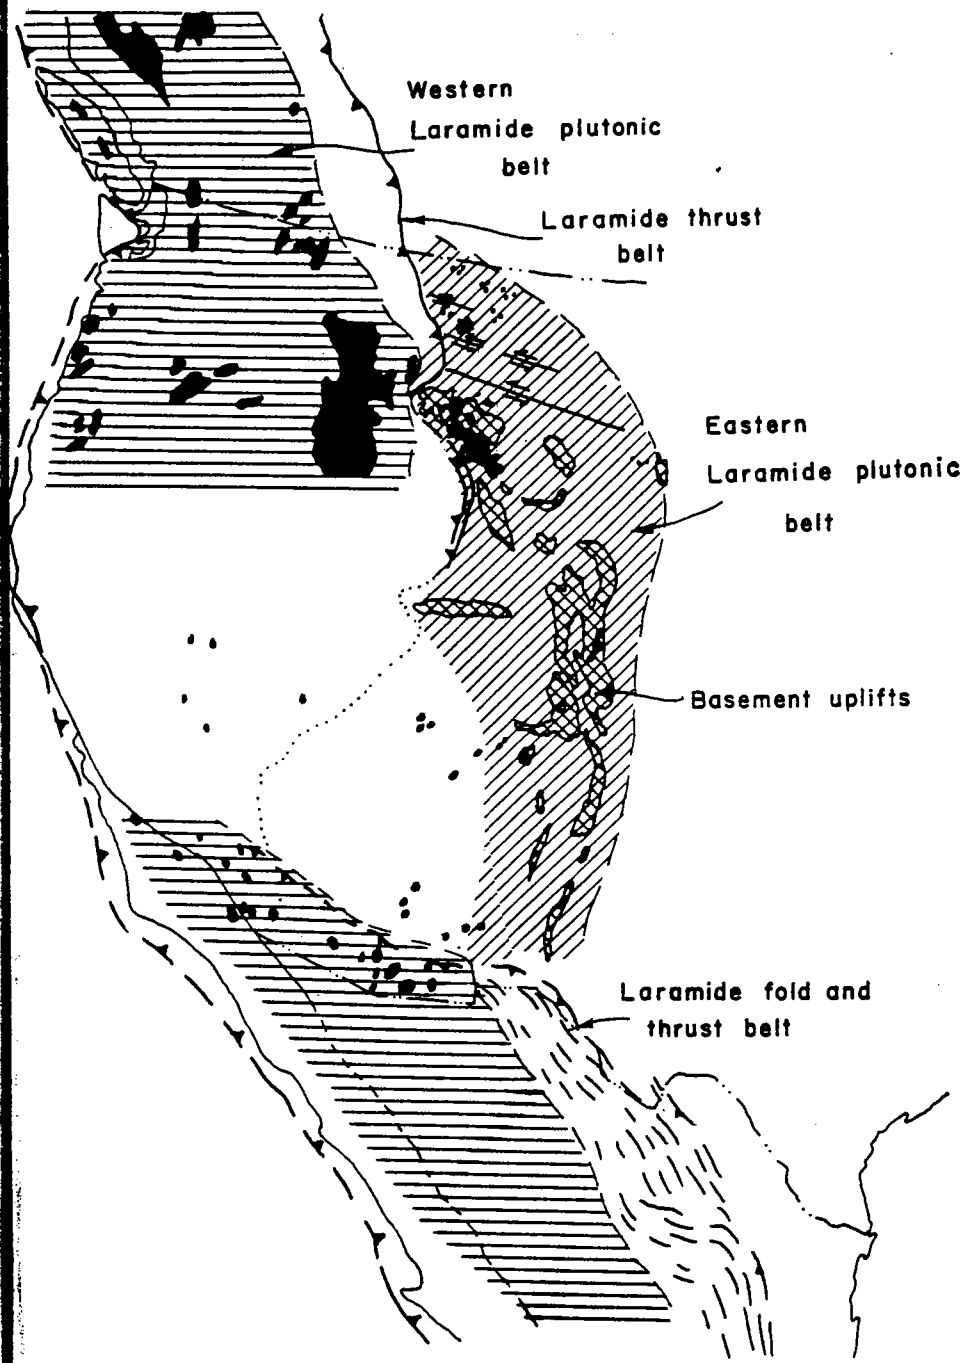 Western
Laramide plutonic
belt
Laramide thrust
belt
Eastern
Laramide plutonic
belt
Basement uplifts
Laramide fold and
thrust belt